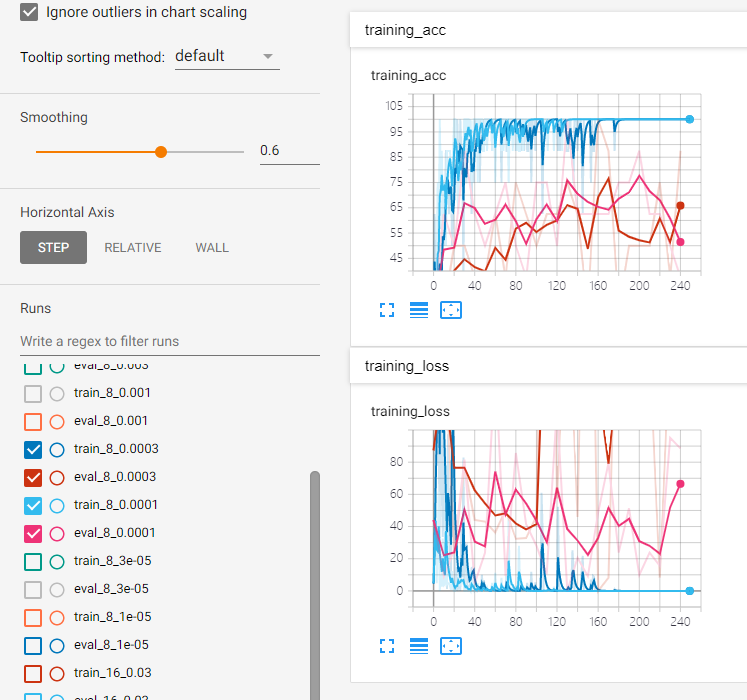 Ignore outliers in chart scaling
Tooltip sorting method: default
Smoothing
0.6
Horizontal Axis
STEP RELATIVE WALL
Runs
Write a regex to filter runs
eval_8_0.003
train_8_0.001
eval_8_0.001
train_8_0.0003
eval_8_0.0003
train_8_0.0001
eval_8_0.0001
train_8_3e-05
eval_8_3e-05
train_8_1e-05
eval_8_1e-05
train_16_0.03
eval_16_0.03
training_acc
training_acc
105
95
85
75
65
55
45
0 40 80 120 160 200 240
training_loss
training_loss
80
60
40
20
0
0 40 80 120 160 200 240